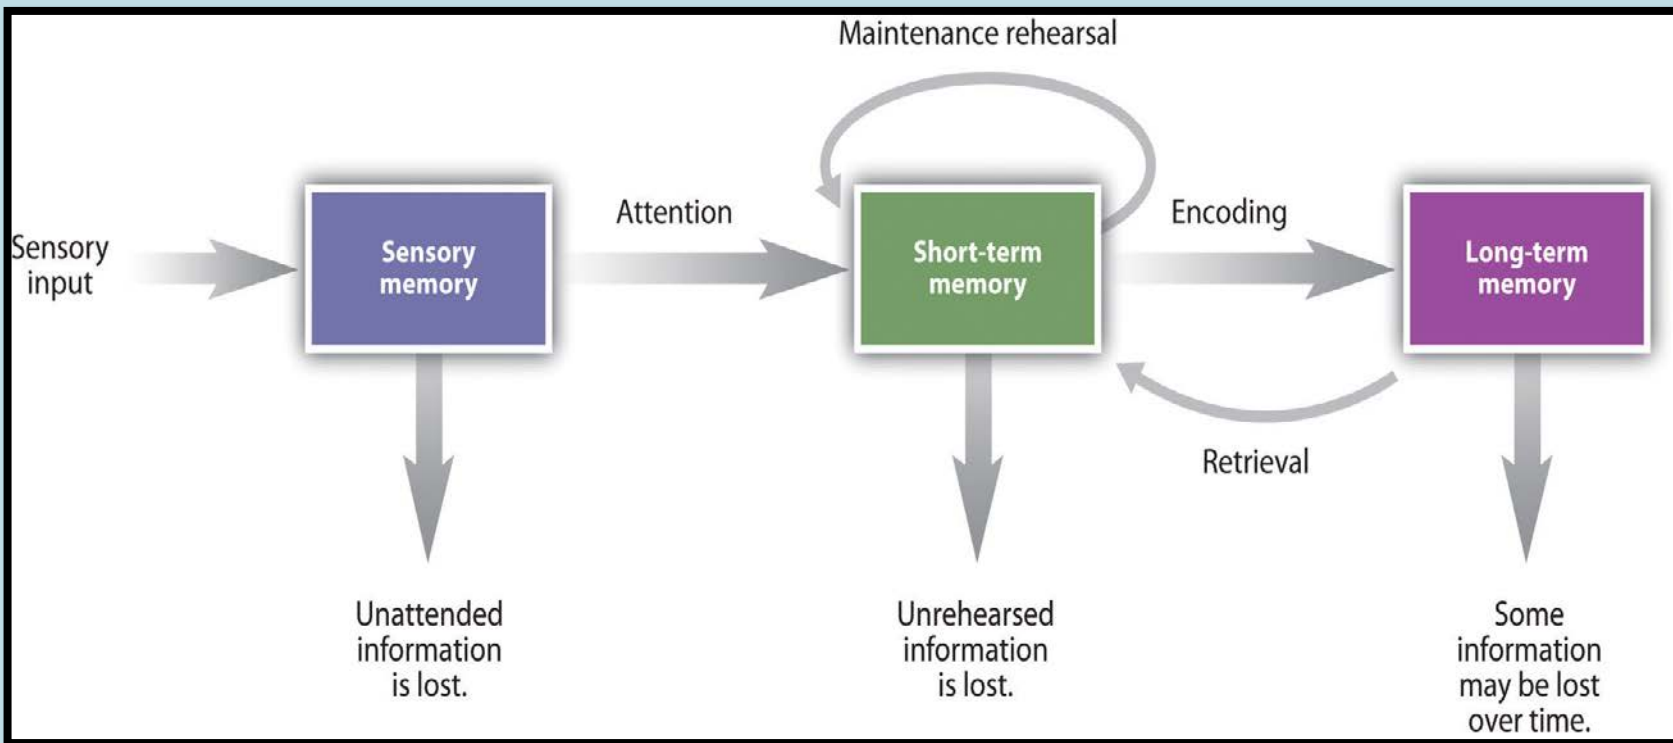 Maintenance rehearsal
Sensory
input
Sensory
memory
Attention
Short-term
memory
Encoding
Long-term
memory
Retrieval
Unattended
information
is lost.
Unrehearsed
information
is lost.
Some
information
may be lost
over time.